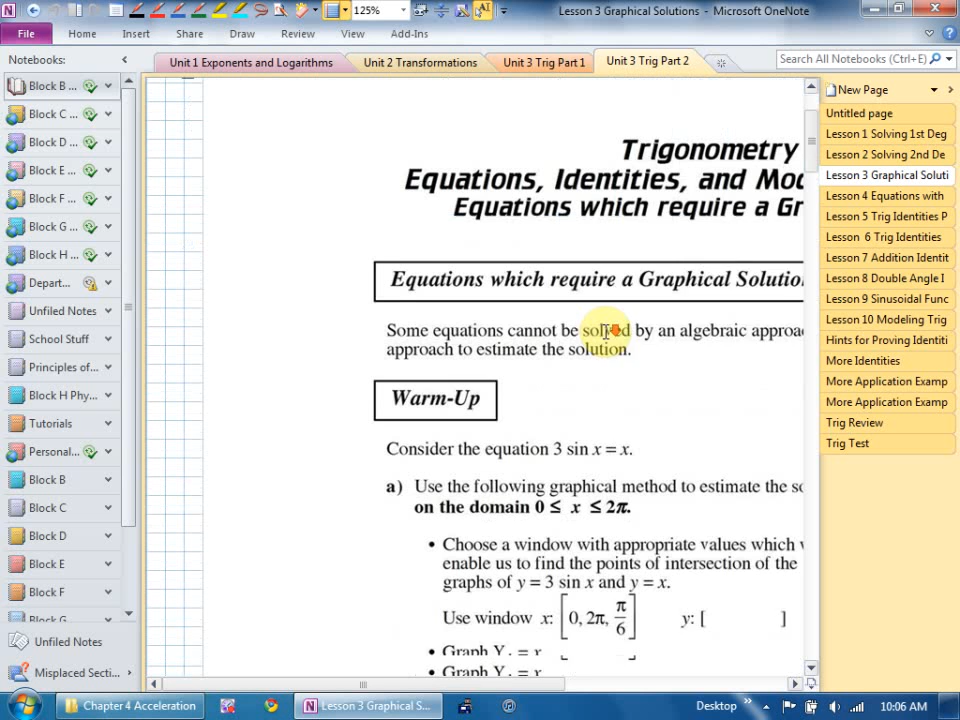 125%
Lesson 3 Graphical Solutions - Microsoft OneNote
File Home Insert Share Draw Review View Add-Ins
Notebooks:
Unit 1 Exponents and Logarithms
Unit 2 Transformations
Unit 3 Trig Part 1
Unit 3 Trig Part 2
Search All Notebooks (Ctrl+E)
Block B ...
Block C ...
Block D ...
Block E ...
Block F ...
Block G ...
Block H ...
Depart...
Unfiled Notes
School Stuff
Principles of...
Block H Phy...
Tutorials
Personal...
Block B
Block C
Block D
Block E
Block F
Block G
Unfiled Notes
Misplaced Secti...
Trigonometry
Equations, Identities, and Mod
Equations which require a Gr
Equations which require a Graphical Solution
Some equations cannot be solved by an algebraic approac
approach to estimate the solution.
Warm-Up
Consider the equation 3 sin x = x.
a) Use the following graphical method to estimate the so
on the domain 0 ≤ x ≤ 2π.
• Choose a window with appropriate values which w
enable us to find the points of intersection of the
graphs of y = 3 sin x and y = x.
Use window x: [0, 2π, π/6] y: [ ]
• Graph Y₁ = x
• Graph Y₁ = x
New Page
Untitled page
Lesson 1 Solving 1st Deg
Lesson 2 Solving 2nd De
Lesson 3 Graphical Soluti
Lesson 4 Equations with
Lesson 5 Trig Identities P
Lesson 6 Trig Identities
Lesson 7 Addition Identit
Lesson 8 Double Angle I
Lesson 9 Sinusoidal Func
Lesson 10 Modeling Trig
Hints for Proving Identiti
More Identities
More Application Examp
More Application Examp
Trig Review
Trig Test
Chapter 4 Acceleration
Lesson 3 Graphical S...
Desktop
10:06 AM